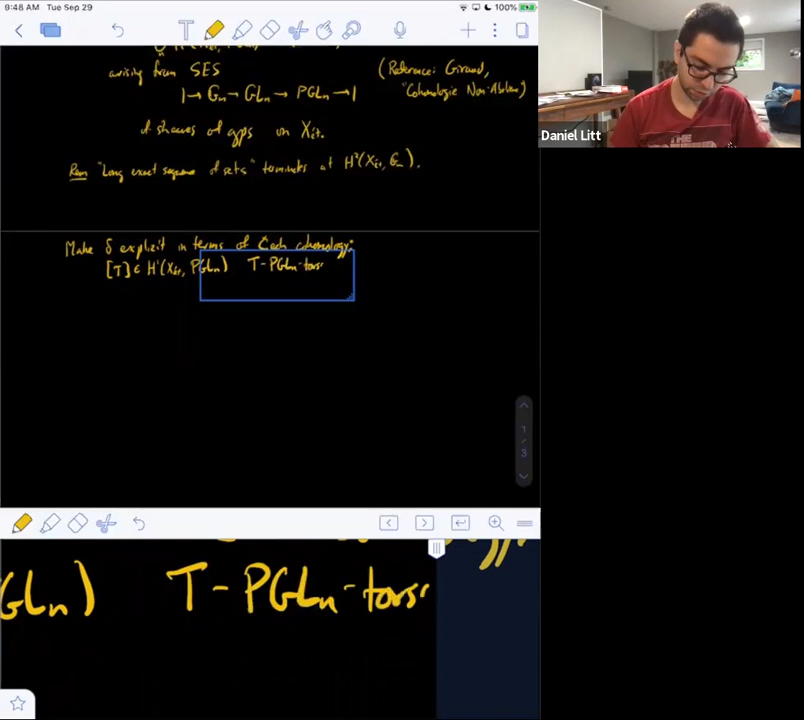 9:48 AM Tue Sep 29
100%
arising from SES
(Reference: Giraud,
1→ Gm → GLn → PGLn → 1
"Cohomologie Non-Abélienne")
of sheaves of gps on Xét.
Rem "Long exact sequence of sets" terminates at H²(Xét, Gm).
Make δ explicit in terms of Čech cohomology:
[T] ∈ H¹(Xét, PGLn) T - PGLn-tors
1
/
3
GLn) T - PGLn - tors
Daniel Litt